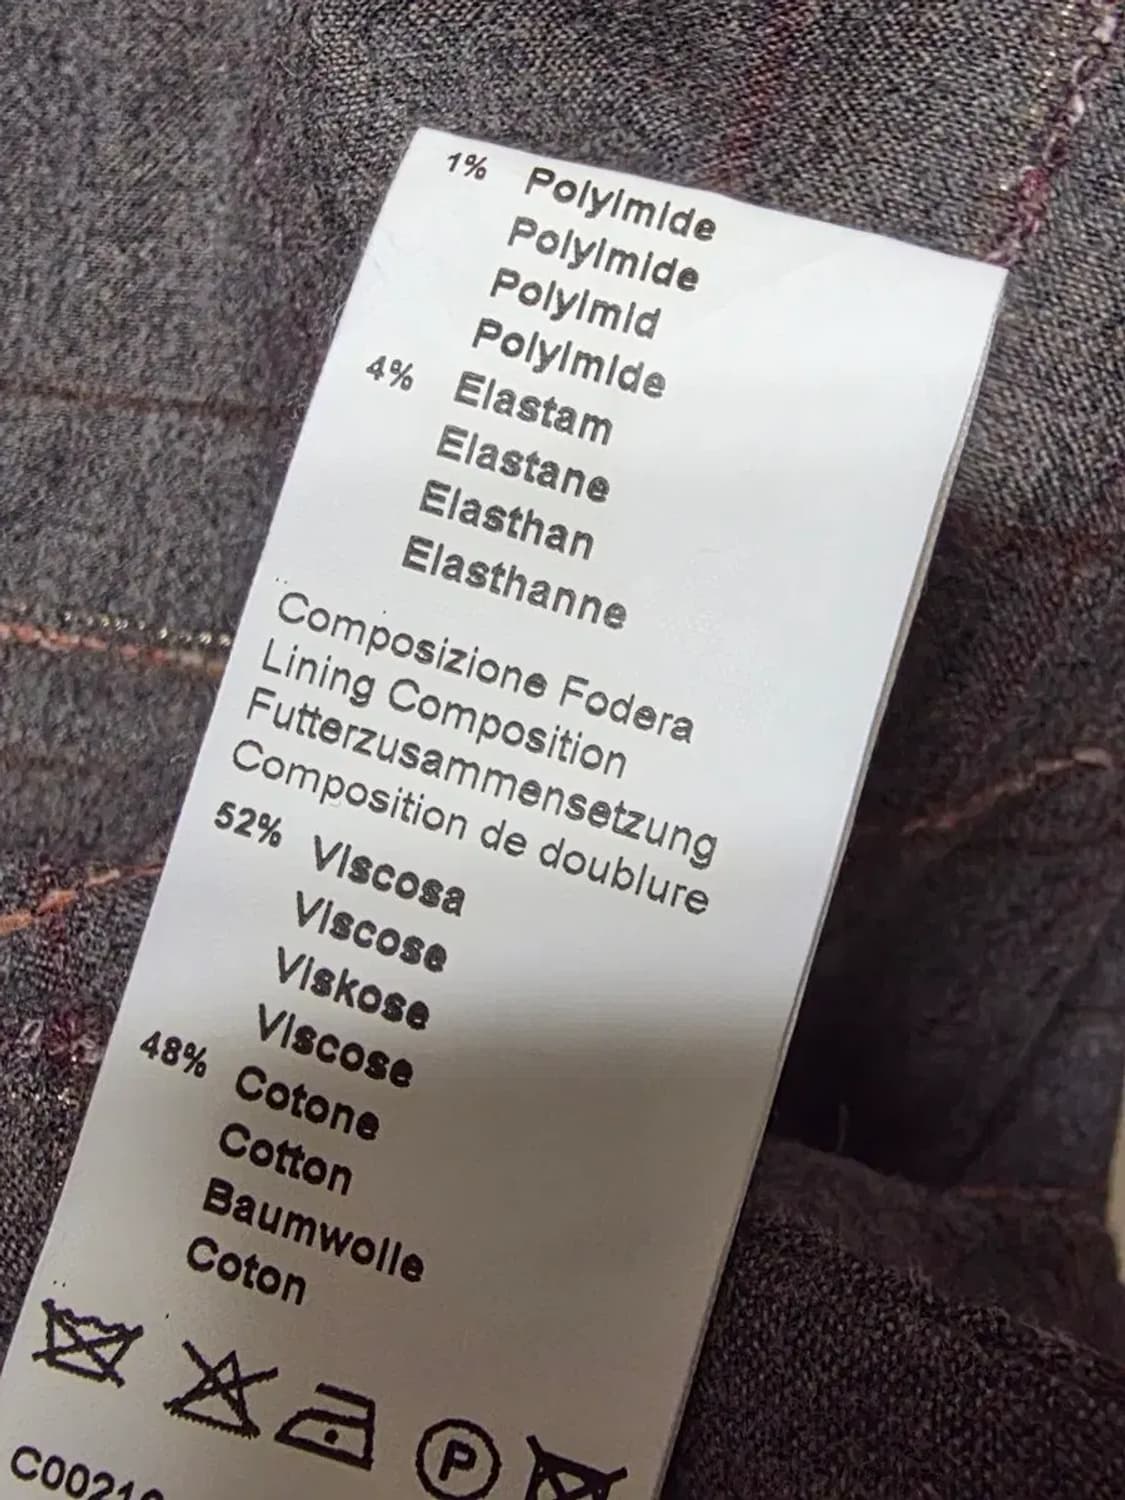 1% Polyimide
Polyimide
Polyimid
Polyimide
4% Elastam
Elastane
Elasthan
Elasthanne
Composizione Fodera
Lining Composition
Futterzusammensetzung
Composition de doublure
52% Viscosa
Viscose
Viskose
Viscose
48% Cotone
Cotton
Baumwolle
Coton
P